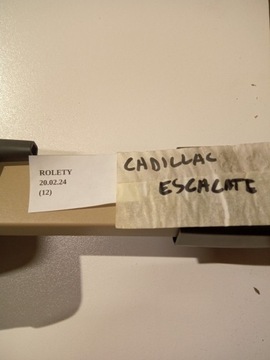 ROLETY
20.02.24
(12)
CADILLAC
ESCALATE